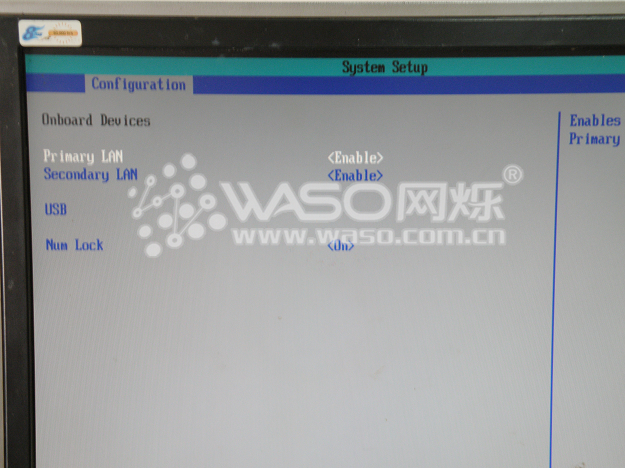 System Setup
Configuration
Onboard Devices
Enables
Primary
Primary LAN <Enable>
Secondary LAN <Enable>
USB
Num Lock <On>
WASO网烁®
www.waso.com.cn